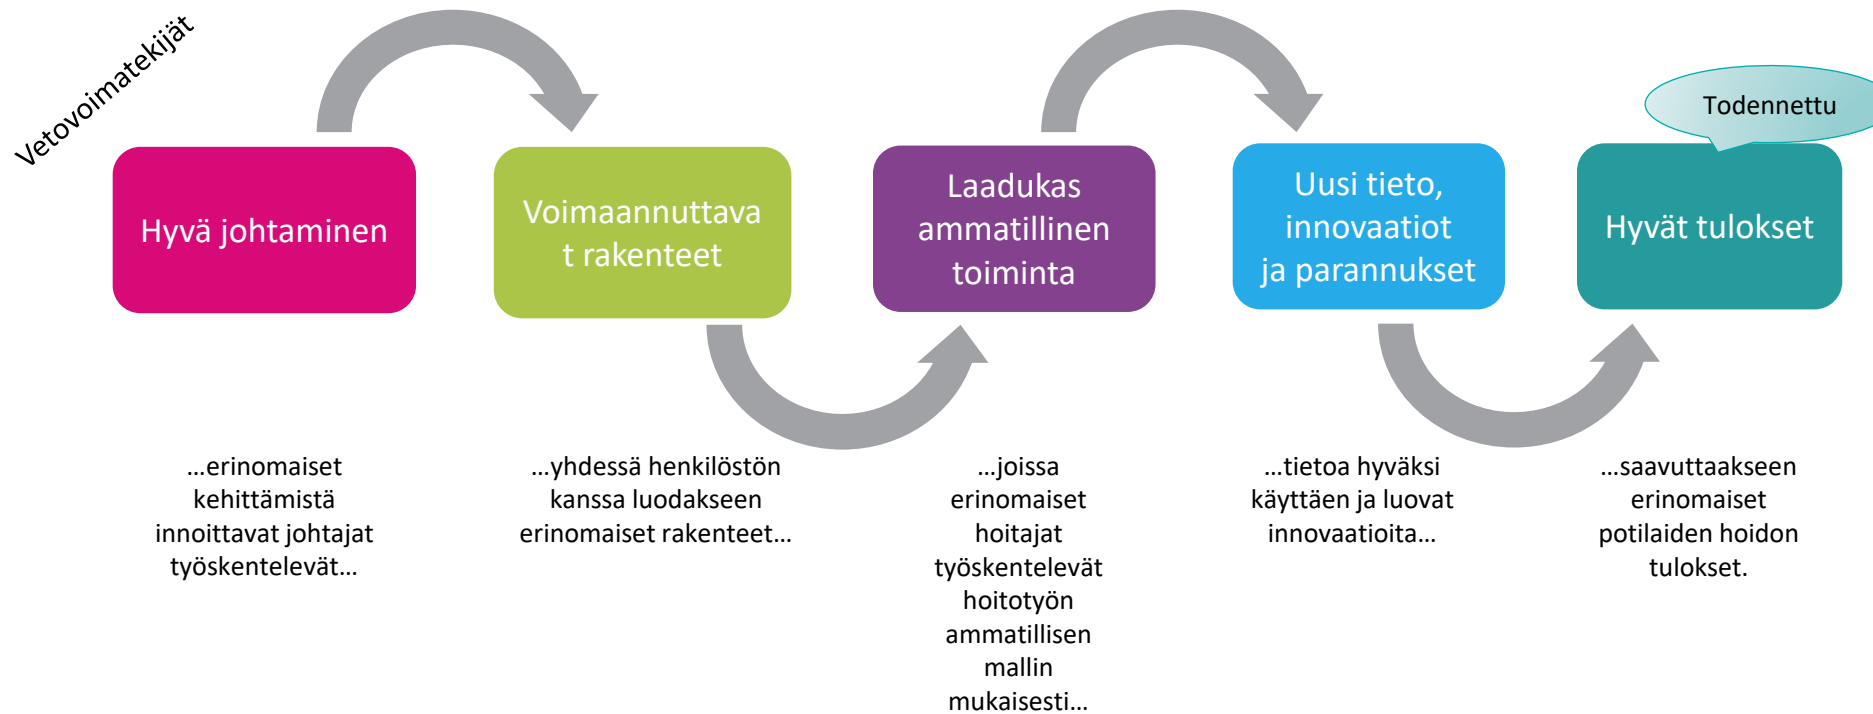 Vetovoimatekijät
Todennettu
Hyvä johtaminen
Voimaannuttava
t rakenteet
Laadukas
ammatillinen
toiminta
Uusi tieto,
innovaatiot
ja parannukset
Hyvät tulokset
…erinomaiset
kehittämistä
innoittavat johtajat
työskentelevät…
…yhdessä henkilöstön
kanssa luodakseen
erinomaiset rakenteet…
…joissa
erinomaiset
hoitajat
työskentelevät
hoitotyön
ammatillisen
mallin
mukaisesti…
…tietoa hyväksi
käyttäen ja luovat
innovaatioita…
…saavuttaakseen
erinomaiset
potilaiden hoidon
tulokset.